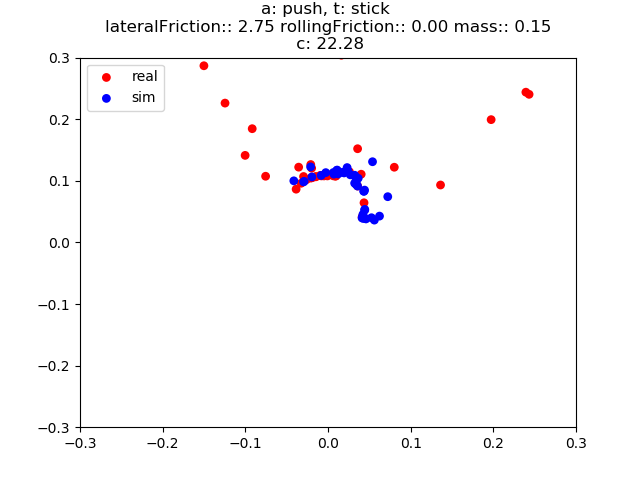 a: push, t: stick
lateralFriction:: 2.75 rollingFriction:: 0.00 mass:: 0.15
c: 22.28
real
sim
0.3
0.2
0.1
0.0
−0.1
−0.2
−0.3
−0.3
−0.2
−0.1
0.0
0.1
0.2
0.3